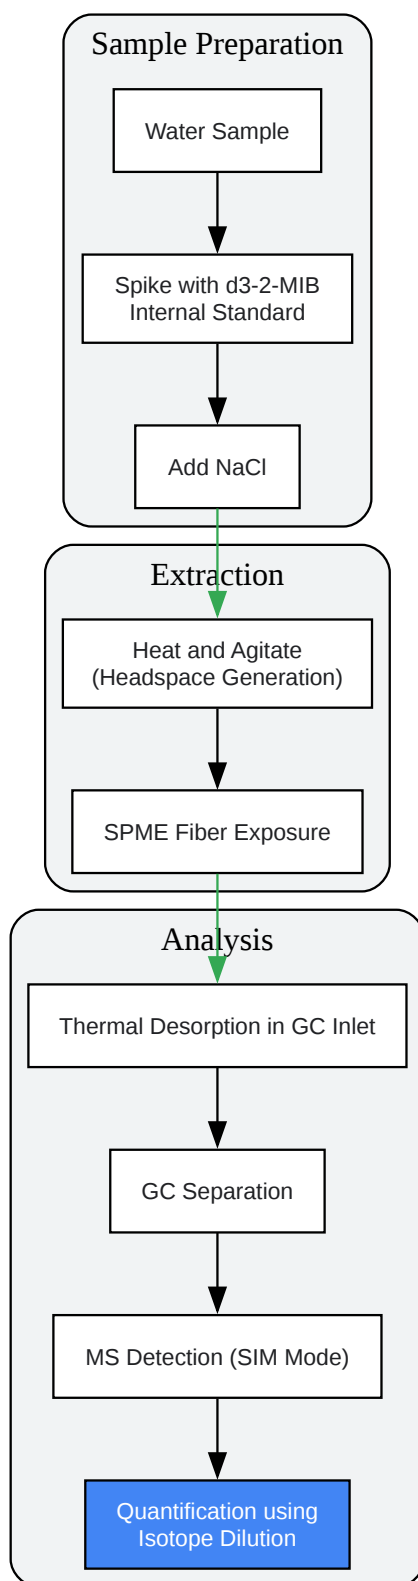 Sample Preparation
Water Sample
Spike with d3-2-MIB
Internal Standard
Add NaCl
Extraction
Heat and Agitate
(Headspace Generation)
SPME Fiber Exposure
Analysis
Thermal Desorption in GC Inlet
GC Separation
MS Detection (SIM Mode)
Quantification using
Isotope Dilution